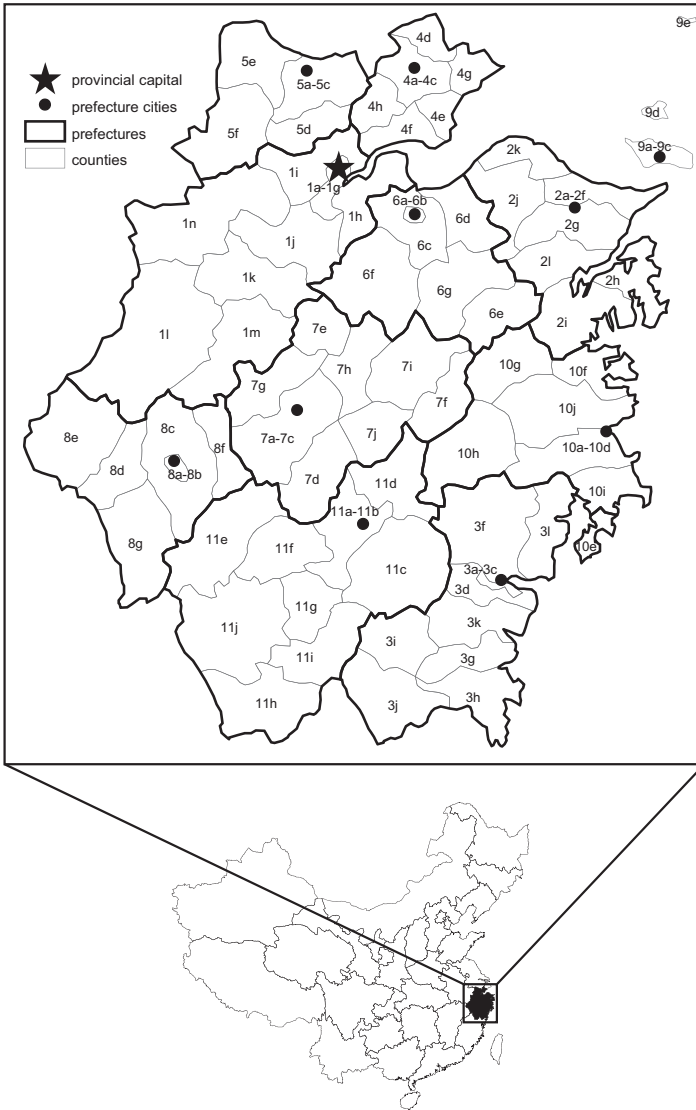 9e
4d
5e
provincial capital
5a-5c
4a-4c
4g
prefecture cities
4h
9d
prefectures
5f
5d
4f
4e
counties
9a-9c
2k
1i
1a-1g
2j
2a-2f
6a-6b
1n
1h
6d
2g
1j
6c
2l
1k
6f
2h
6g
6e
2i
1l
1m
7e
10g
10f
7h
7i
7g
7f
10j
8c
8e
7a-7c
7j
8f
10h
10a-10d
8d
8a-8b
7d
11d
10i
11a-11b
3f
3l
8g
11e
11f
10e
11c
3a-3c
3d
11g
3k
11j
3i
11i
3g
11h
3j
3h